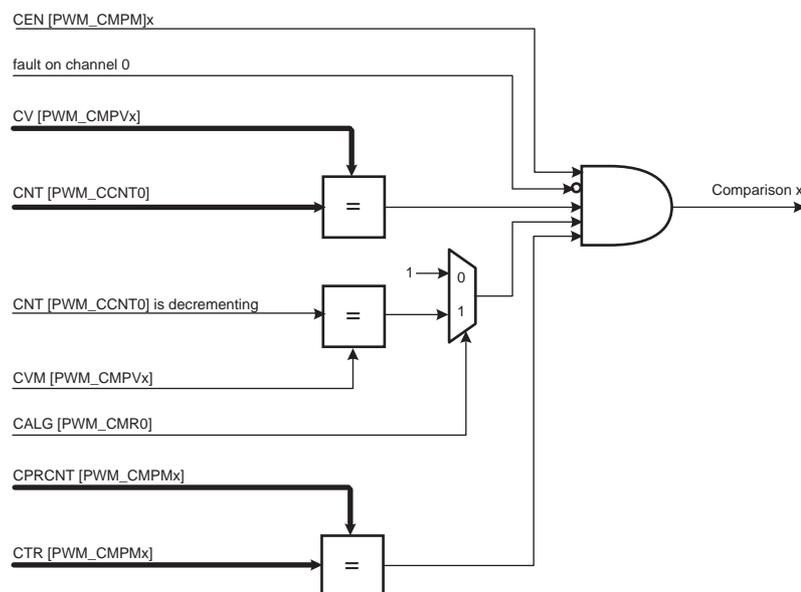 CEN [PWM_CMPM]x
fault on channel 0
CV [PWM_CMPVx]
CNT [PWM_CCNT0]
=
Comparison x
1
0
CNT [PWM_CCNT0] is decrementing
=
1
CVM [PWM_CMPVx]
CALG [PWM_CMR0]
CPRCNT [PWM_CMPMx]
CTR [PWM_CMPMx]
=